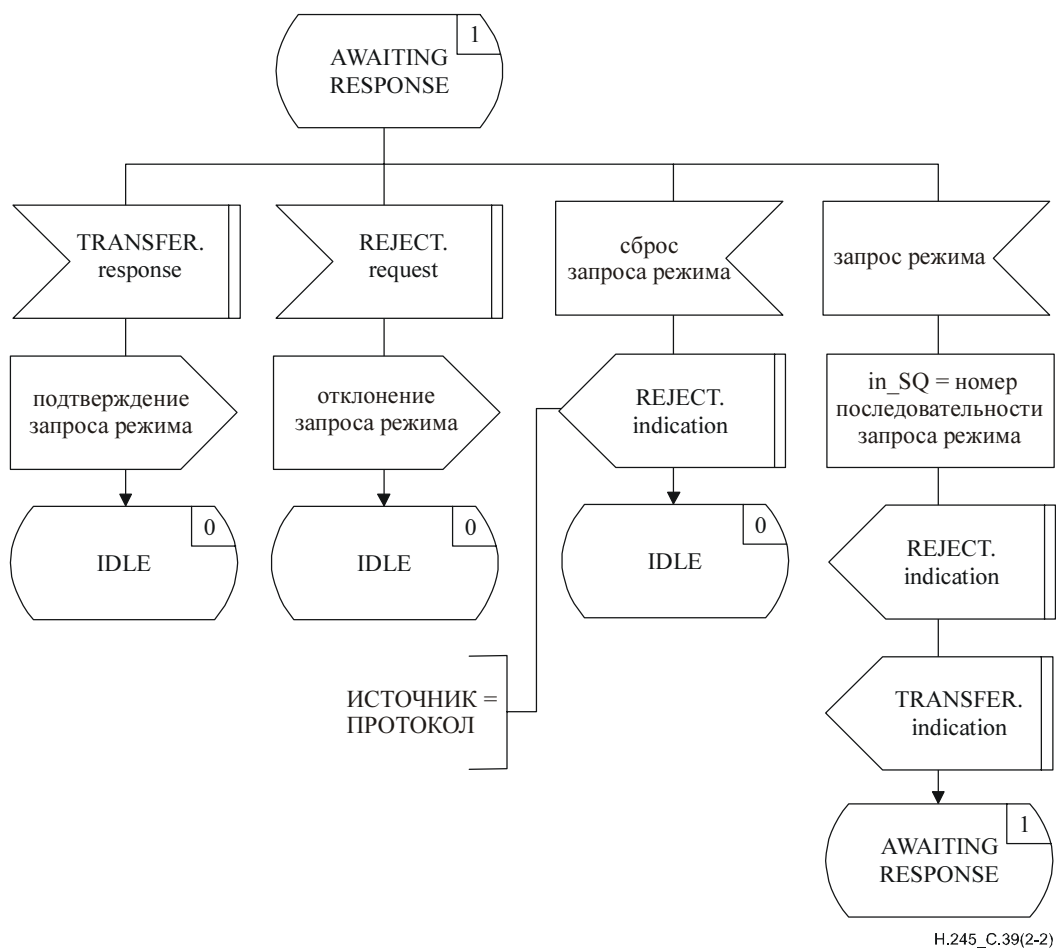 1
AWAITING
RESPONSE
TRANSFER.
response
REJECT.
request
сброс
запроса режима
запрос режима
подтверждение
запроса режима
отклонение
запроса режима
REJECT.
indication
in_SQ = номер
последовательности
запроса режима
0
IDLE
0
IDLE
0
IDLE
REJECT.
indication
ИСТОЧНИК =
ПРОТОКОЛ
TRANSFER.
indication
1
AWAITING
RESPONSE
H.245_C.39(2-2)